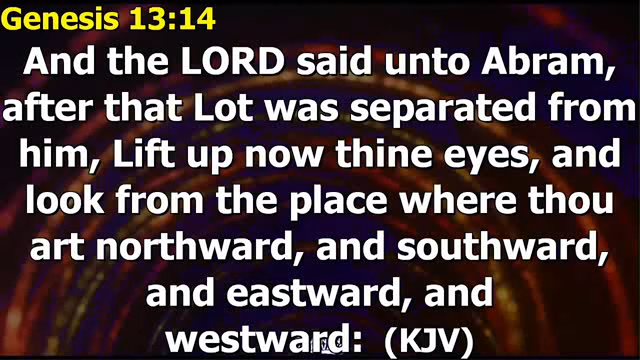 Genesis 13:14
And the LORD said unto Abram,
after that Lot was separated from
him, Lift up now thine eyes, and
look from the place where thou
art northward, and southward,
and eastward, and
westward: (KJV)